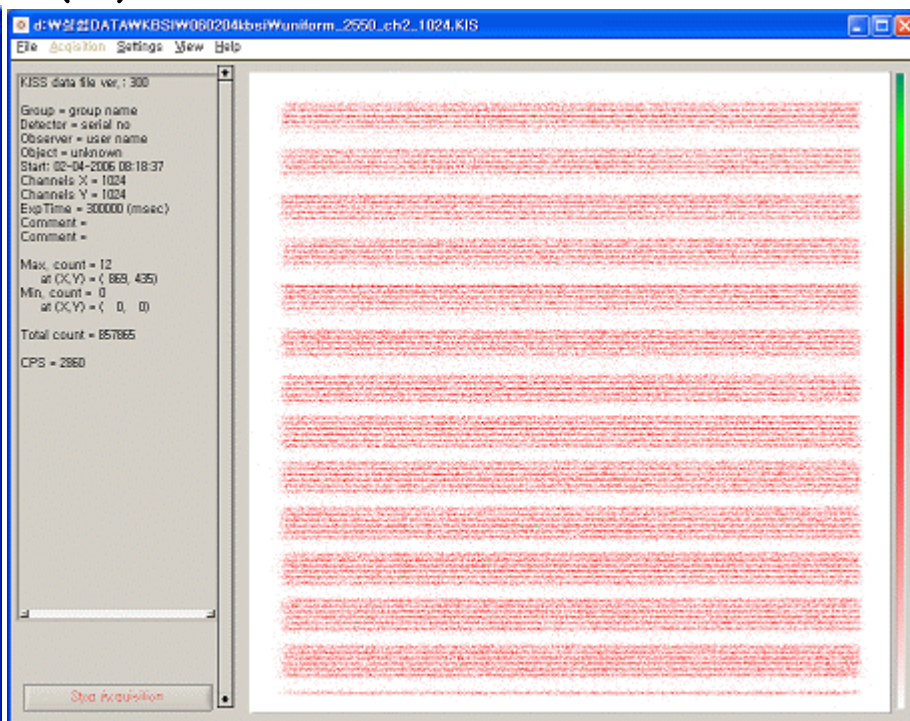 d:₩실험DATA₩KBSI₩060204kbsi₩uniform_2550_ch2_1024.KIS
File Acqisition Settings View Help
KISS data file ver, : 300
Group = group name
Detector = serial no
Observer = user name
Object = unknown
Start: 02-04-2006 08:18:37
Channels X = 1024
Channels Y = 1024
ExpTime = 300000 (msec)
Comment =
Comment =
Max, count = 12
at (X,Y) = ( 869, 435)
Min, count = 0
at (X,Y) = ( 0, 0)
Total count = 857865
CPS = 2860
Stop Acquisition